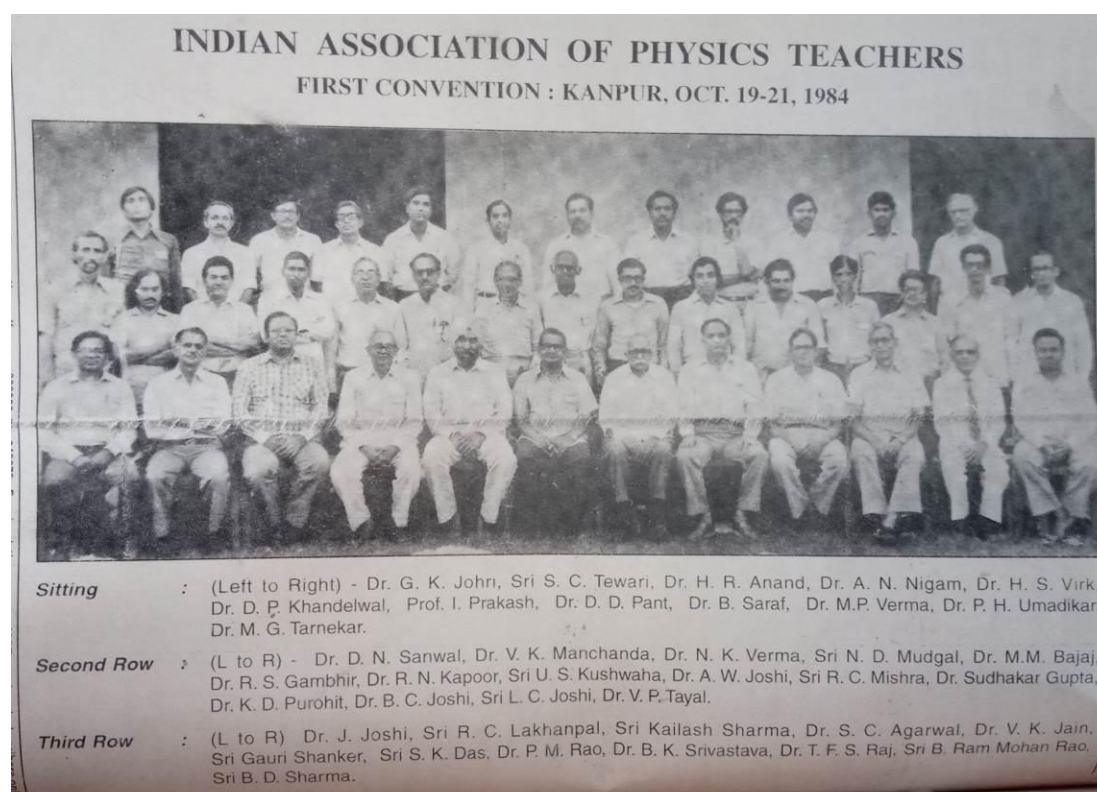 INDIAN ASSOCIATION OF PHYSICS TEACHERS
FIRST CONVENTION : KANPUR, OCT. 19-21, 1984
Sitting : (Left to Right) - Dr. G. K. Johri, Sri S. C. Tewari, Dr. H. R. Anand, Dr. A. N. Nigam, Dr. H. S. Virk
Dr. D. P. Khandelwal, Prof. I. Prakash, Dr. D. D. Pant, Dr. B. Saraf, Dr. M.P. Verma, Dr. P. H. Umadikar
Dr. M. G. Tarnekar.
Second Row : (L to R) - Dr. D. N. Sanwal, Dr. V. K. Manchanda, Dr. N. K. Verma, Sri N. D. Mudgal, Dr. M.M. Bajaj,
Dr. R. S. Gambhir, Dr. R. N. Kapoor, Sri U. S. Kushwaha, Dr. A. W. Joshi, Sri R. C. Mishra, Dr. Sudhakar Gupta,
Dr. K. D. Purohit, Dr. B. C. Joshi, Sri L. C. Joshi, Dr. V. P. Tayal.
Third Row : (L to R) Dr. J. Joshi, Sri R. C. Lakhanpal, Sri Kailash Sharma, Dr. S. C. Agarwal, Dr. V. K. Jain,
Sri Gauri Shanker, Sri S. K. Das, Dr. P. M. Rao, Dr. B. K. Srivastava, Dr. T. F. S. Raj, Sri B. Ram Mohan Rao,
Sri B. D. Sharma.